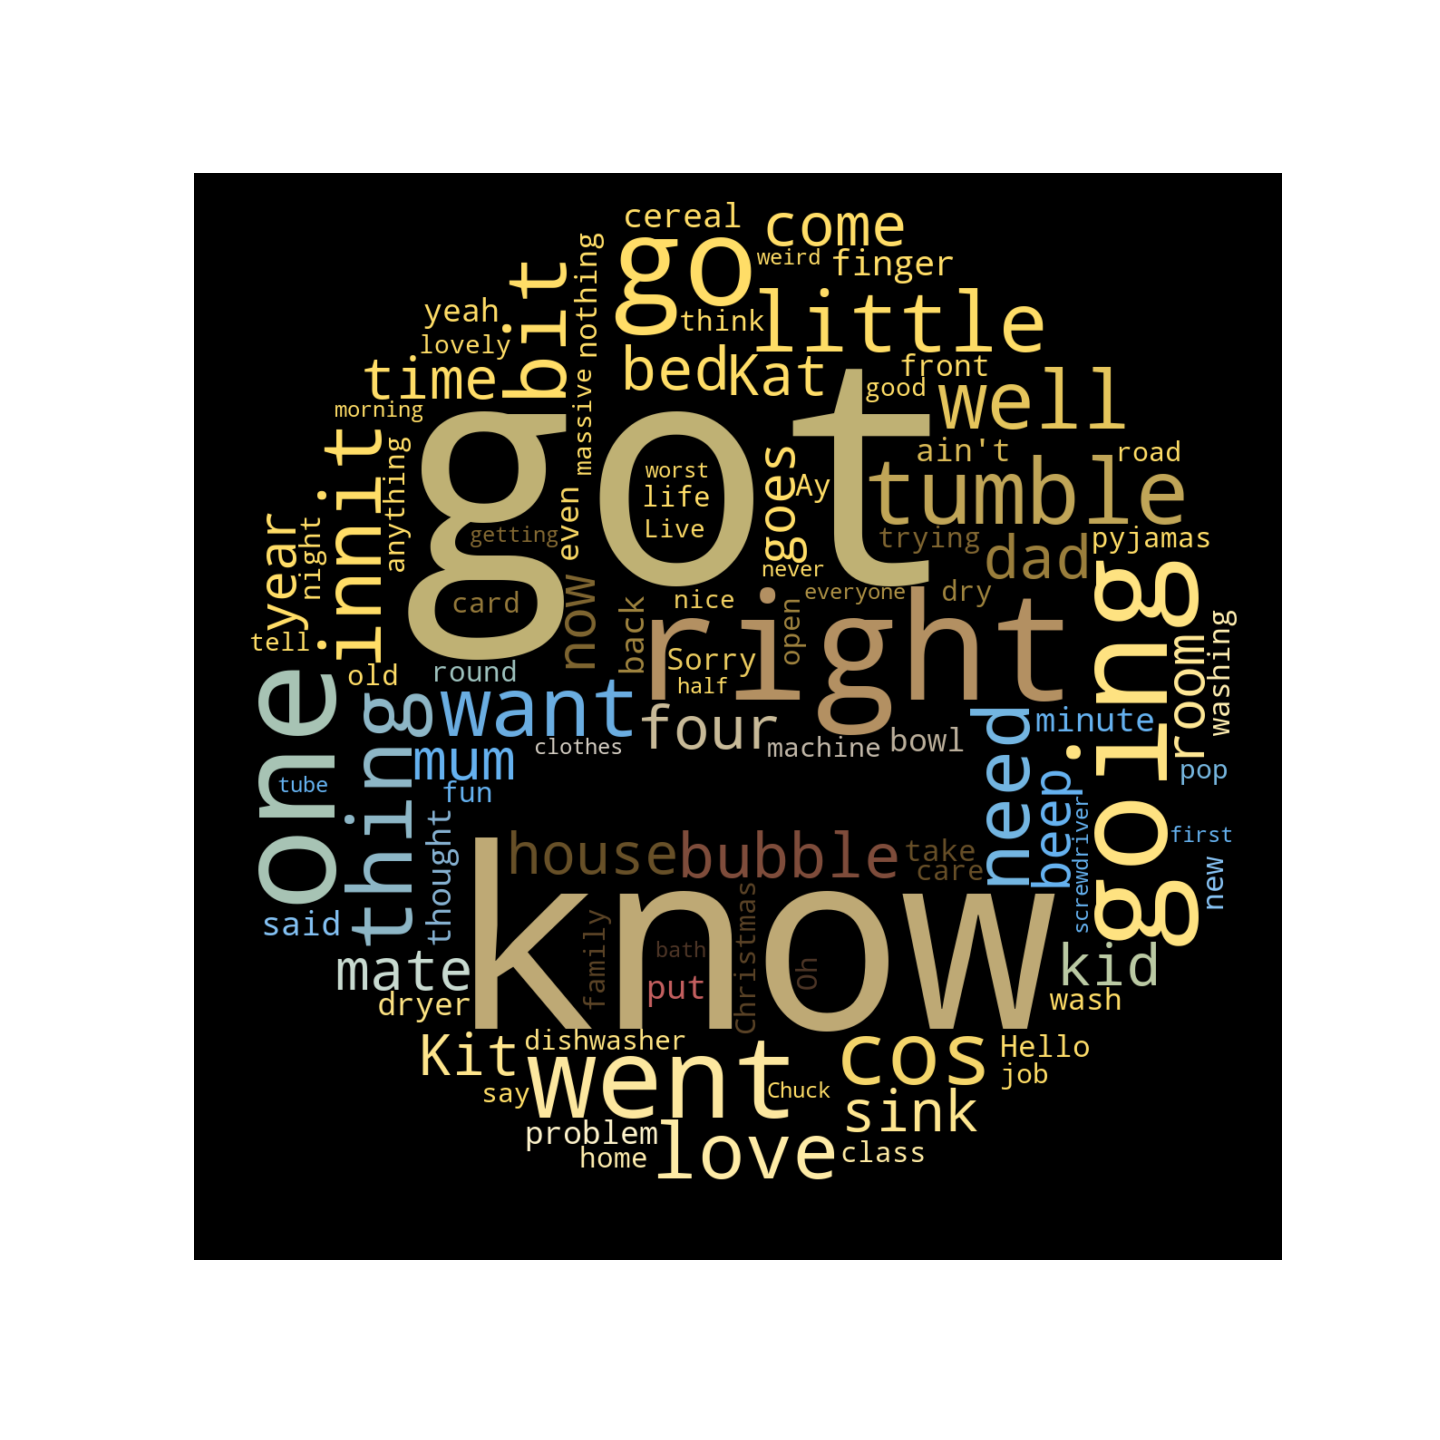 cereal
come
go
weird
finger
bit
nothing
yeah
think
little
lovely
bed
Kat
front
time
good
well
massive
morning
got
innit
anything
ain't
road
worst
life
Live
goes
Ay
tumble
even
getting
trying
dad
pyjamas
year
night
never
everyone
dry
card
now
nice
back
open
right
going
tell
Sorry
half
old
round
room
washing
one
thing
want
four
need
minute
mum
clothes
machine
bowl
pop
tube
fun
beep
screwdriver
first
thought
house
bubble
take
care
new
said
know
family
bath
Christmas
Oh
put
mate
kid
dryer
wash
Kit
dishwasher
cos
Hello
say
went
Chuck
job
sink
problem
home
love
class